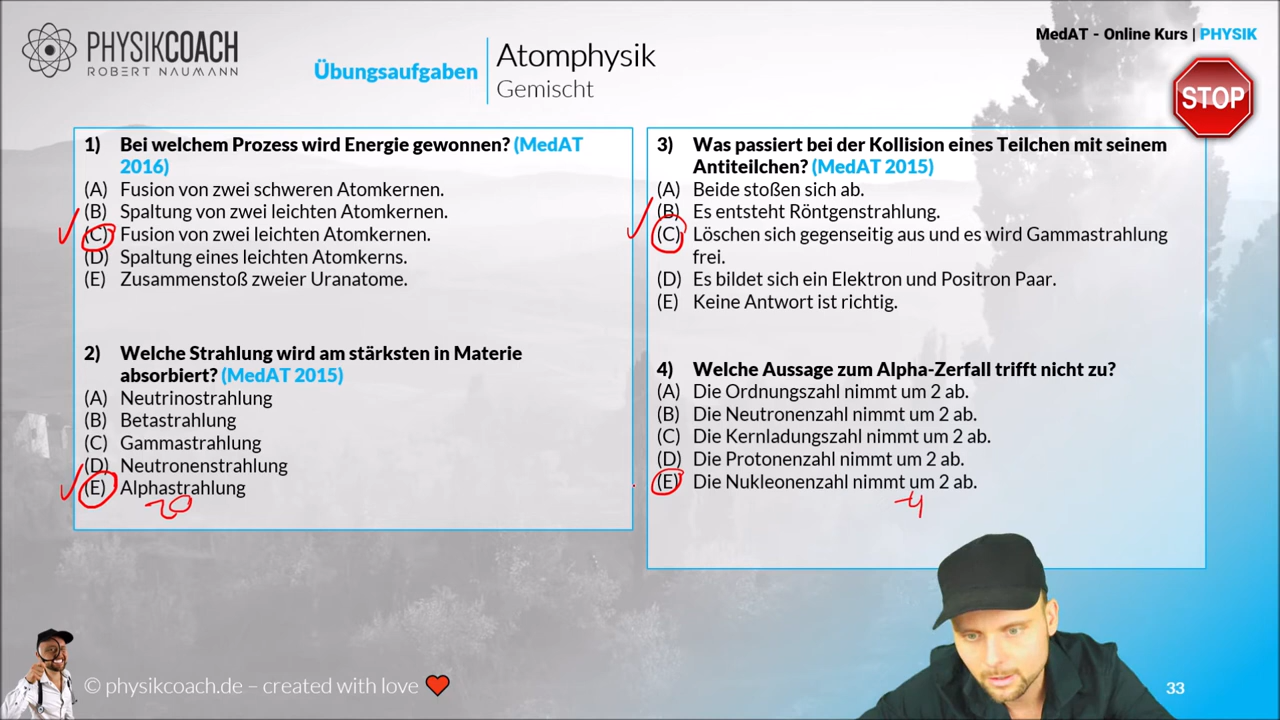 PHYSIKCOACH
ROBERT NAUMANN
Übungsaufgaben
Atomphysik
Gemischt
MedAT - Online Kurs | PHYSIK
STOP
1) Bei welchem Prozess wird Energie gewonnen? (MedAT
2016)
(A) Fusion von zwei schweren Atomkernen.
(B) Spaltung von zwei leichten Atomkernen.
(C) Fusion von zwei leichten Atomkernen.
(D) Spaltung eines leichten Atomkerns.
(E) Zusammenstoß zweier Uranatome.
2) Welche Strahlung wird am stärksten in Materie
absorbiert? (MedAT 2015)
(A) Neutrinostrahlung
(B) Betastrahlung
(C) Gammastrahlung
(D) Neutronenstrahlung
(E) Alphastrahlung
20
3) Was passiert bei der Kollision eines Teilchen mit seinem
Antiteilchen? (MedAT 2015)
(A) Beide stoßen sich ab.
(B) Es entsteht Röntgenstrahlung.
(C) Löschen sich gegenseitig aus und es wird Gammastrahlung
frei.
(D) Es bildet sich ein Elektron und Positron Paar.
(E) Keine Antwort ist richtig.
4) Welche Aussage zum Alpha-Zerfall trifft nicht zu?
(A) Die Ordnungszahl nimmt um 2 ab.
(B) Die Neutronenzahl nimmt um 2 ab.
(C) Die Kernladungszahl nimmt um 2 ab.
(D) Die Protonenzahl nimmt um 2 ab.
(E) Die Nukleonenzahl nimmt um 2 ab.
-4
© physikcoach.de – created with love
33